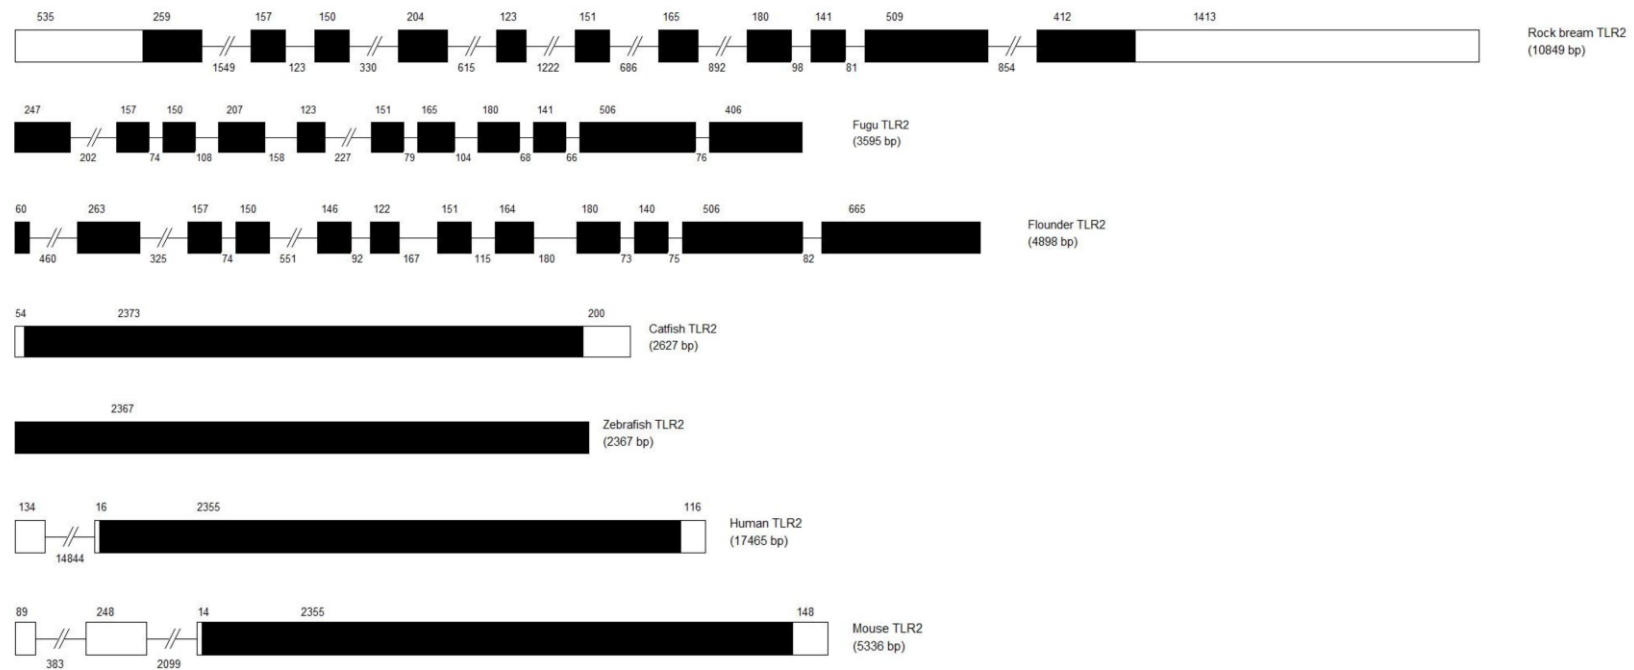 535 259 157 150 204 123 151 165 180 141 509 412 1413
Rock bream TLR2
(10849 bp)
1549 123 330 615 1222 686 892 98 81 854
247 157 150 207 123 151 165 180 141 506 406
Fugu TLR2
(3595 bp)
202 74 108 158 227 79 104 68 66 76
60 263 157 150 146 122 151 164 180 140 506 665
Flounder TLR2
(4898 bp)
460 325 74 551 92 167 115 180 73 75 82
54 2373 200
Catfish TLR2
(2627 bp)
2367
Zebrafish TLR2
(2367 bp)
134 16 2355 116
Human TLR2
(17465 bp)
14844
89 248 14 2355 148
Mouse TLR2
(5336 bp)
383 2099